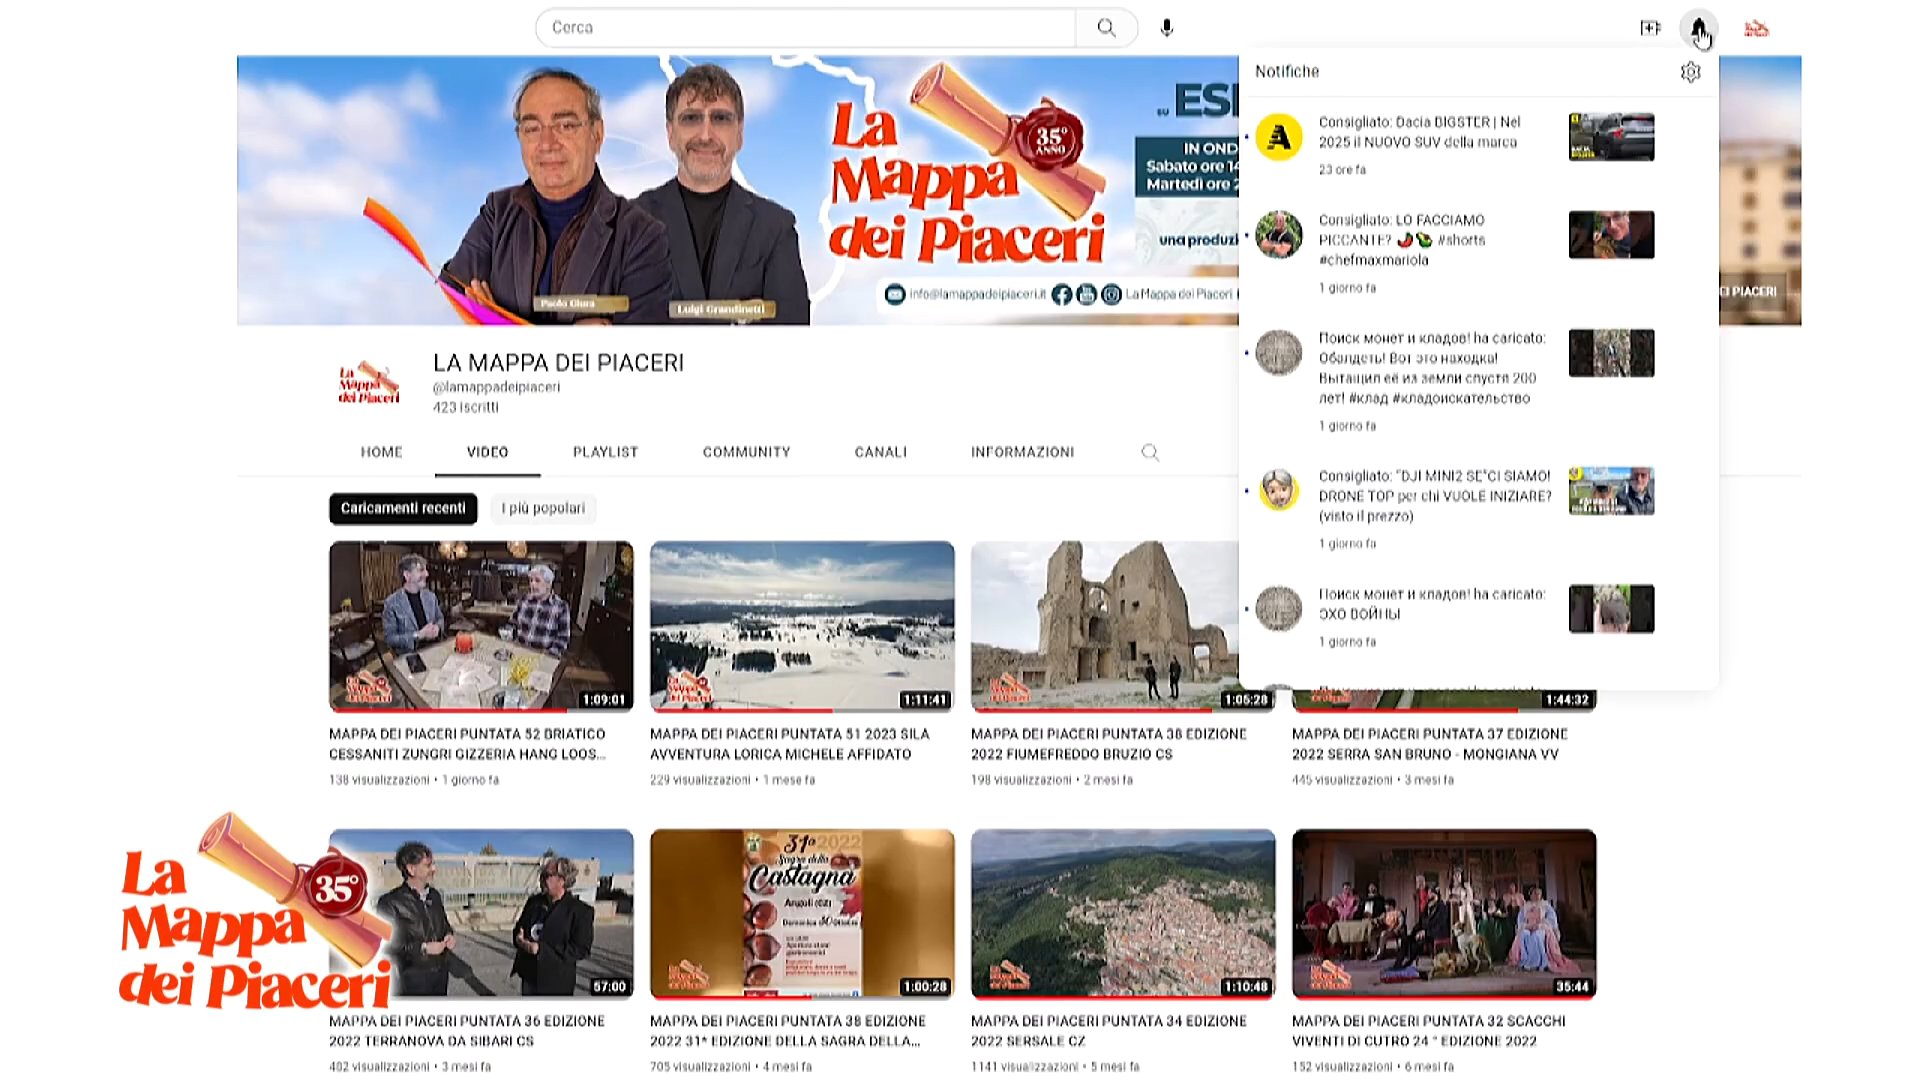 Cerca
La
Mappa
dei Piaceri
35°
ANNO
su ESP
IN OND
Sabato ore 14
Martedì ore 2
una produzi
Paolo Giura
Luigi Grandinetti
info@lamappadeipiaceri.it
La Mappa dei Piaceri
EI PIACERI
Notifiche
Consigliato: Dacia BIGSTER | Nel
2025 il NUOVO SUV della marca
23 ore fa
Consigliato: LO FACCIAMO
PICCANTE? 🌶️🥑 #shorts
#chefmaxmariola
1 giorno fa
Поиск монет и кладов! ha caricato:
Обалдеть! Вот это находка!
Вытащил её из земли спустя 200
лет! #клад #кладоискательство
1 giorno fa
Consigliato: "DJI MINI2 SE"CI SIAMO!
DRONE TOP per chi VUOLE INIZIARE?
(visto il prezzo)
1 giorno fa
Поиск монет и кладов! ha caricato:
ЭХО ВОЙНЫ
1 giorno fa
LA MAPPA DEI PIACERI
@lamappadeipiaceri
423 iscritti
HOME
VIDEO
PLAYLIST
COMMUNITY
CANALI
INFORMAZIONI
Caricamenti recenti
I più popolari
1:09:01
1:11:41
1:05:28
1:44:32
MAPPA DEI PIACERI PUNTATA 52 BRIATICO
CESSANITI ZUNGRI GIZZERIA HANG LOOS...
138 visualizzazioni • 1 giorno fa
MAPPA DEI PIACERI PUNTATA 51 2023 SILA
AVVENTURA LORICA MICHELE AFFIDATO
229 visualizzazioni • 1 mese fa
MAPPA DEI PIACERI PUNTATA 38 EDIZIONE
2022 FIUMEFREDDO BRUZIO CS
198 visualizzazioni • 2 mesi fa
MAPPA DEI PIACERI PUNTATA 37 EDIZIONE
2022 SERRA SAN BRUNO - MONGIANA VV
445 visualizzazioni • 3 mesi fa
La
Mappa
dei Piaceri
35°
57:00
31ª 2022
Sagra della
Castagna
Domenica 30 Ottobre
1:00:28
1:10:48
35:44
MAPPA DEI PIACERI PUNTATA 36 EDIZIONE
2022 TERRANOVA DA SIBARI CS
482 visualizzazioni • 3 mesi fa
MAPPA DEI PIACERI PUNTATA 38 EDIZIONE
2022 31* EDIZIONE DELLA SAGRA DELLA...
705 visualizzazioni • 4 mesi fa
MAPPA DEI PIACERI PUNTATA 34 EDIZIONE
2022 SERSALE CZ
1141 visualizzazioni • 5 mesi fa
MAPPA DEI PIACERI PUNTATA 32 SCACCHI
VIVENTI DI CUTRO 24 ° EDIZIONE 2022
152 visualizzazioni • 6 mesi fa